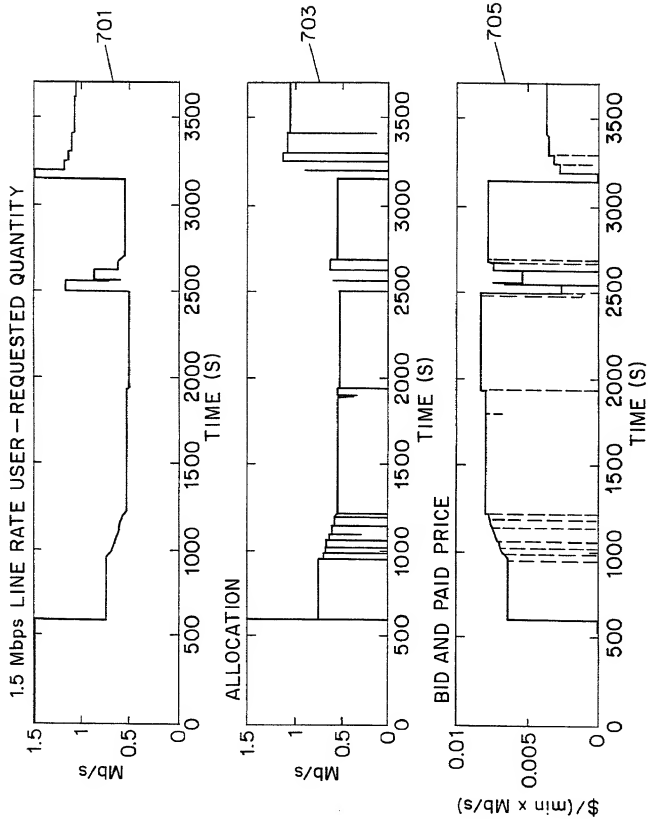 1.5 Mbps LINE RATE USER-REQUESTED QUANTITY
1.5
1
0.5
0
Mb/s
0 500 1000 1500 2000 2500 3000 3500
TIME (S)
701
ALLOCATION
1.5
1
0.5
0
Mb/s
0 500 1000 1500 2000 2500 3000 3500
TIME (S)
703
BID AND PAID PRICE
0.01
0.005
0
$/(min x Mb/s)
0 500 1000 1500 2000 2500 3000 3500
TIME (S)
705